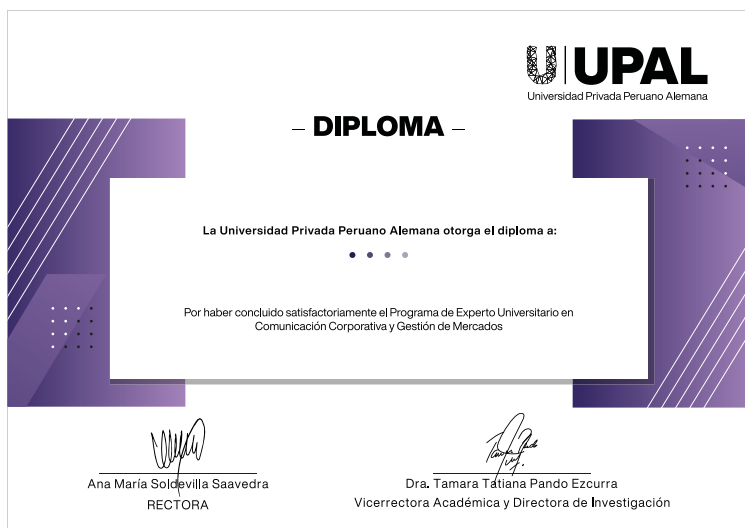 UPAL
Universidad Privada Peruano Alemana
– DIPLOMA –
La Universidad Privada Peruano Alemana otorga el diploma a:
Por haber concluido satisfactoriamente el Programa de Experto Universitario en
Comunicación Corporativa y Gestión de Mercados
Ana María Soldevilla Saavedra
RECTORA
Dra. Tamara Tatiana Pando Ezcurra
Vicerrectora Académica y Directora de Investigación